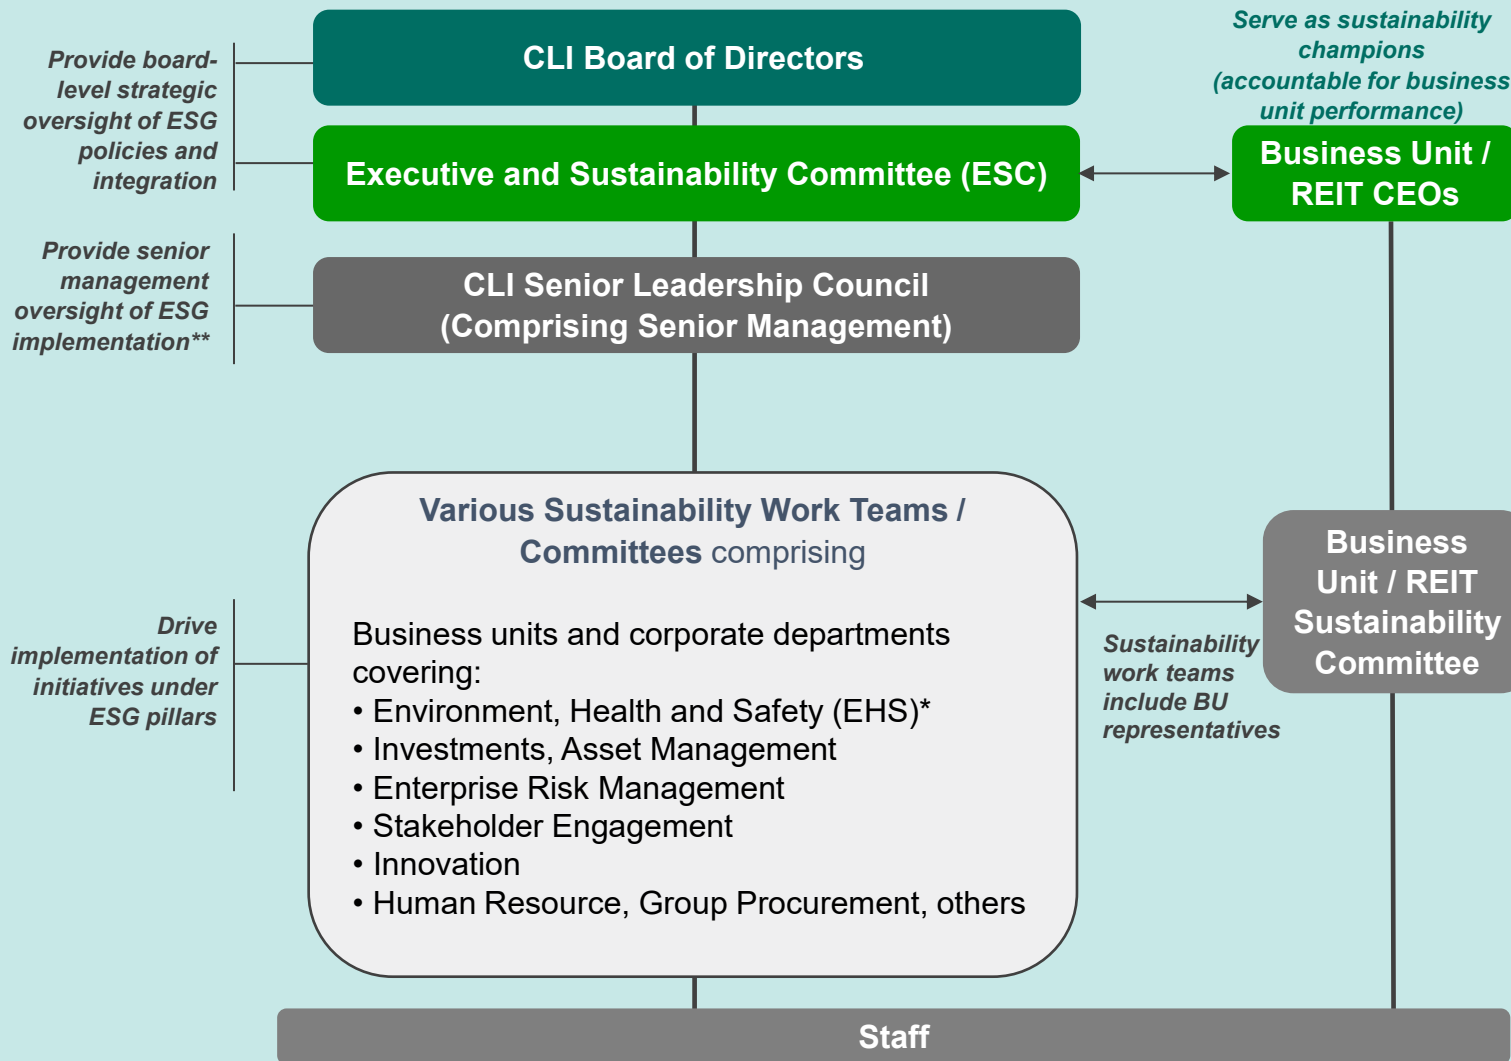 Provide board-
level strategic
oversight of ESG
policies and
integration
CLI Board of Directors
Executive and Sustainability Committee (ESC)
Serve as sustainability
champions
(accountable for business
unit performance)
Business Unit /
REIT CEOs
Provide senior
management
oversight of ESG
implementation**
CLI Senior Leadership Council
(Comprising Senior Management)
Drive
implementation of
initiatives under
ESG pillars
Various Sustainability Work Teams /
Committees comprising
Business units and corporate departments
covering:
• Environment, Health and Safety (EHS)*
• Investments, Asset Management
• Enterprise Risk Management
• Stakeholder Engagement
• Innovation
• Human Resource, Group Procurement, others
Sustainability
work teams
include BU
representatives
Business
Unit / REIT
Sustainability
Committee
Staff